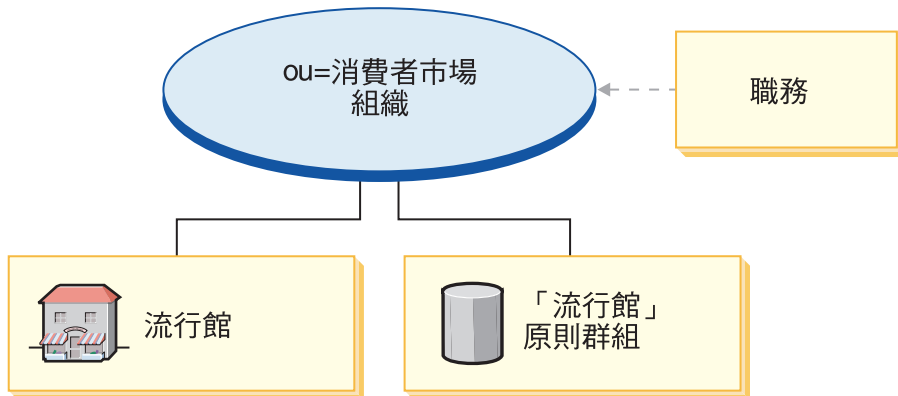 ou=消費者市場
組織
職務
流行館
「流行館」
原則群組